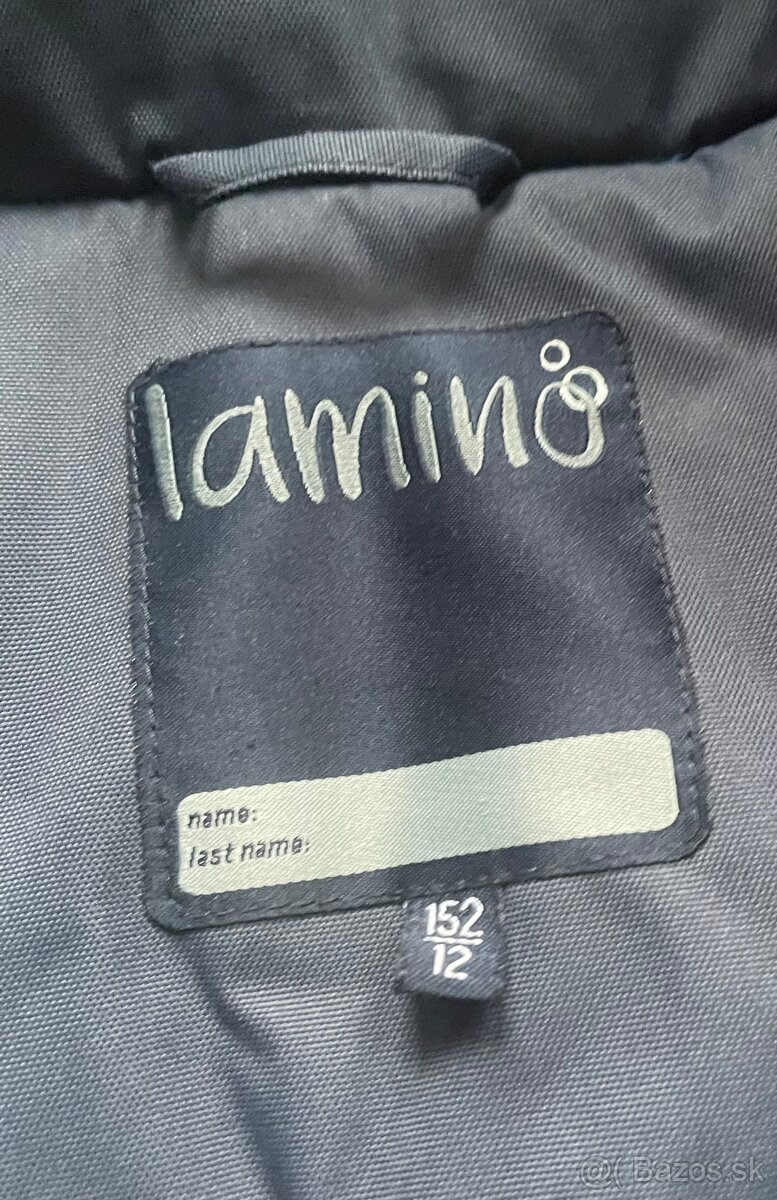 lamino
name:
last name:
152
12
@( Bazos.sk